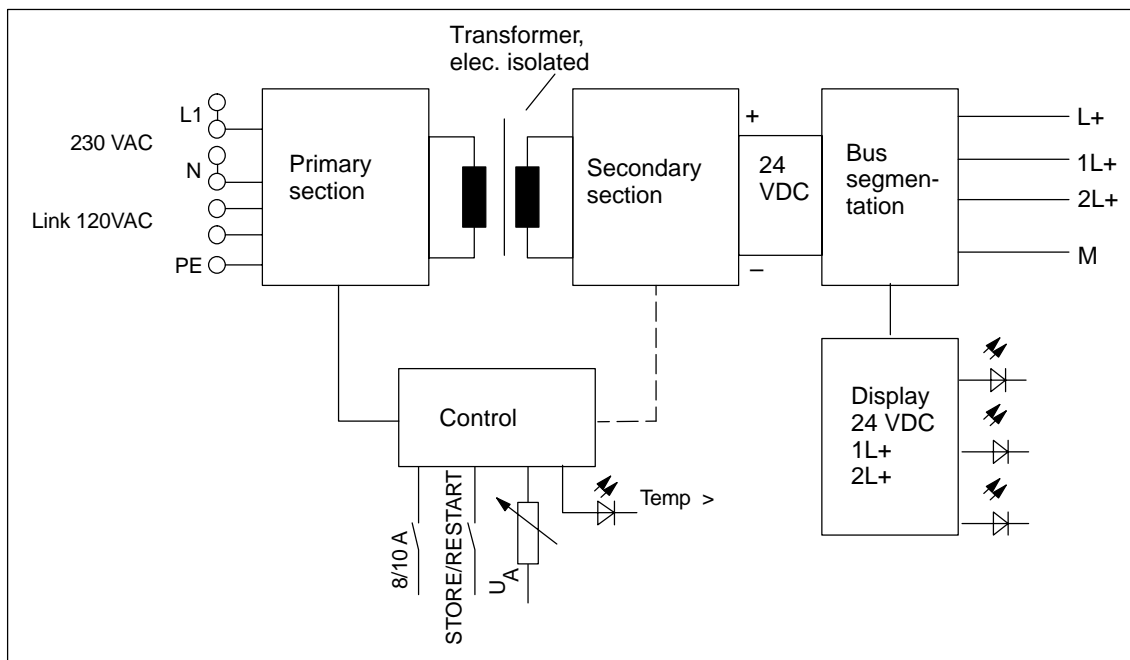 Transformer,
elec. isolated
L1
230 VAC
N
Link 120VAC
PE
Primary
section
Secondary
section
+
24
VDC
–
Bus
segmen-
tation
L+
1L+
2L+
M
Control
Display
24 VDC
1L+
2L+
8/10 A
STORE/RESTART
UA
Temp >